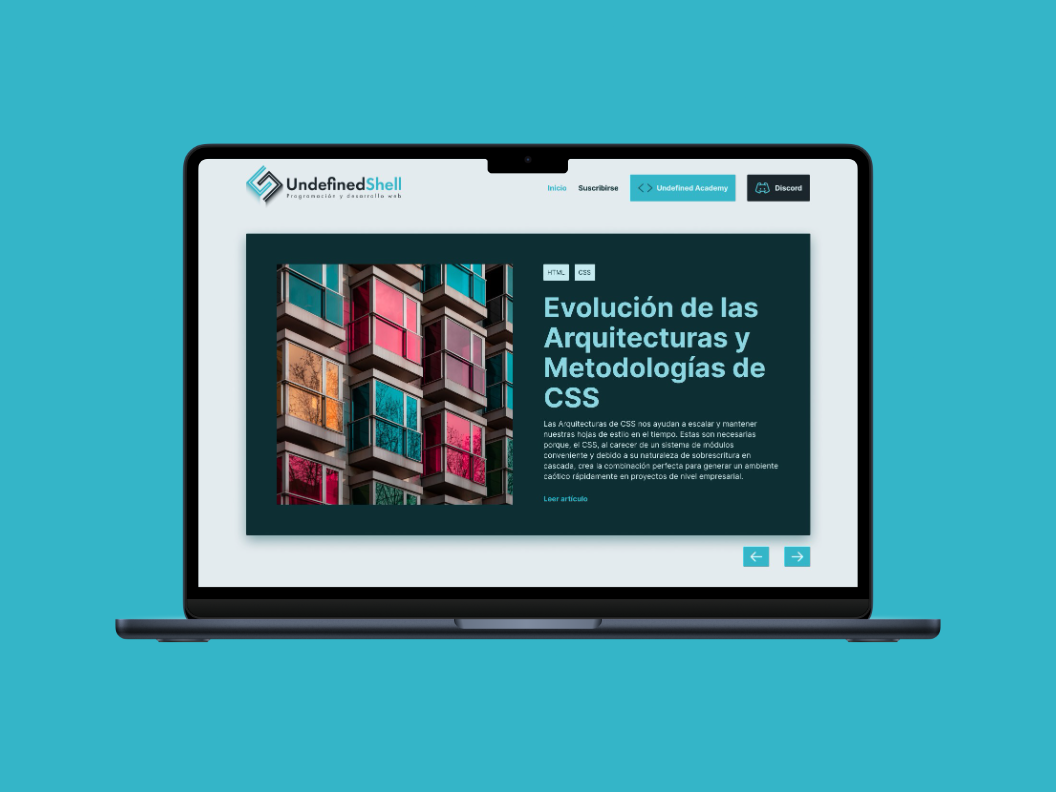 UndefinedShell
Programación y desarrollo web
Inicio
Suscribirse
Undefined Academy
Discord
HTML
CSS
Evolución de las
Arquitecturas y
Metodologías de
CSS
Las Arquitecturas de CSS nos ayudan a escalar y mantener
nuestras hojas de estilo en el tiempo. Estas son necesarias
porque, el CSS, al carecer de un sistema de módulos
conveniente y debido a su naturaleza de sobrescritura en
cascada, crea la combinación perfecta para generar un ambiente
caótico rápidamente en proyectos de nivel empresarial.
Leer artículo